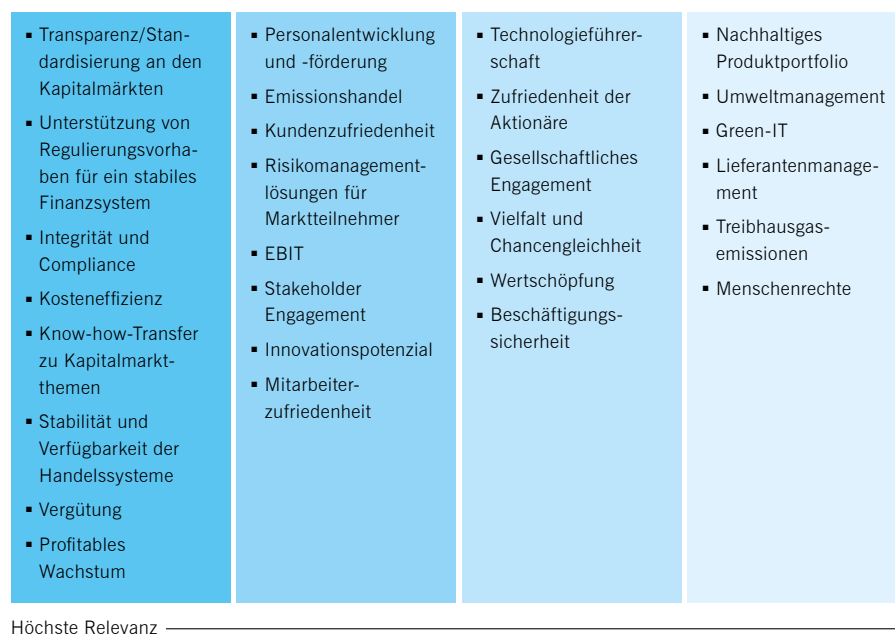 ▪ Transparenz/Stan-
dardisierung an den
Kapitalmärkten
▪ Unterstützung von
Regulierungsvorha-
ben für ein stabiles
Finanzsystem
▪ Integrität und
Compliance
▪ Kosteneffizienz
▪ Know-how-Transfer
zu Kapitalmarkt-
themen
▪ Stabilität und
Verfügbarkeit der
Handelssysteme
▪ Vergütung
▪ Profitables
Wachstum
▪ Personalentwicklung
und -förderung
▪ Emissionshandel
▪ Kundenzufriedenheit
▪ Risikomanagement-
lösungen für
Marktteilnehmer
▪ EBIT
▪ Stakeholder
Engagement
▪ Innovationspotenzial
▪ Mitarbeiter-
zufriedenheit
▪ Technologieführer-
schaft
▪ Zufriedenheit der
Aktionäre
▪ Gesellschaftliches
Engagement
▪ Vielfalt und
Chancengleichheit
▪ Wertschöpfung
▪ Beschäftigungs-
sicherheit
▪ Nachhaltiges
Produktportfolio
▪ Umweltmanagement
▪ Green-IT
▪ Lieferantenmanage-
ment
▪ Treibhausgas-
emissionen
▪ Menschenrechte
Höchste Relevanz